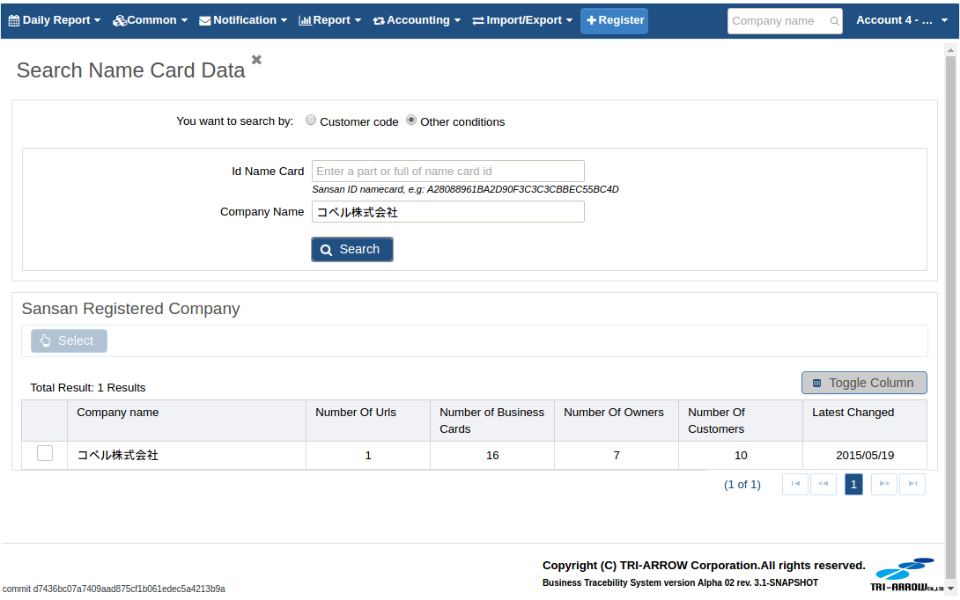 Daily Report Common Notification Report Accounting Import/Export Register Company name Account 4 - ...
Search Name Card Data
You want to search by: Customer code Other conditions
Id Name Card Enter a part or full of name card id
Sansan ID namecard, e.g: A28088961BA2D90F3C3C3CBBEC55BC4D
Company Name コベル株式会社
Search
Sansan Registered Company
Select
Total Result: 1 Results Toggle Column
Company name Number Of Urls Number of Business Cards Number Of Owners Number Of Customers Latest Changed
コベル株式会社 1 16 7 10 2015/05/19
(1 of 1) 1
Copyright (C) TRI-ARROW Corporation.All rights reserved.
Business Tracebility System version Alpha 02 rev. 3.1-SNAPSHOT
TRI-ARROW CO.,LTD
commit d7436bc07a7409aad875cf1b061edec5a4213b9a